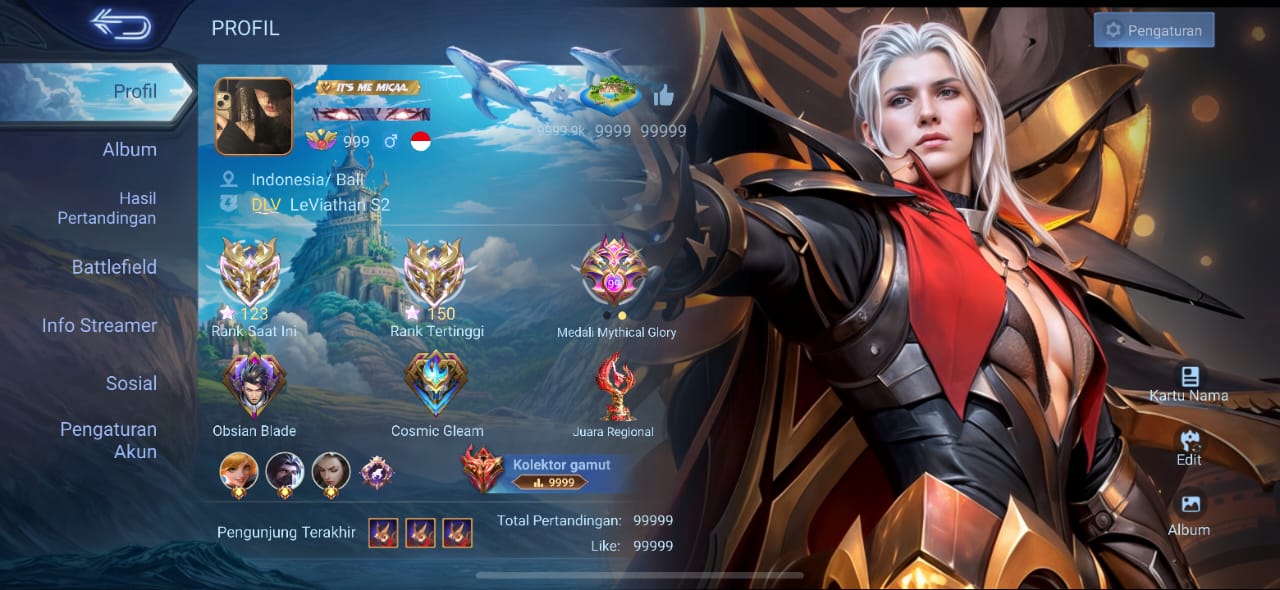 PROFIL
Pengaturan
Profil
Album
Hasil
Pertandingan
Battlefield
Info Streamer
Sosial
Pengaturan
Akun
IT'S ME MICAA.
999
9999.9k 9999 99999
Indonesia/ Bali
DLV LeViathan S2
123
Rank Saat Ini
150
Rank Tertinggi
99
Medali Mythical Glory
Obsian Blade
Cosmic Gleam
Juara Regional
Kolektor gamut
9999
Pengunjung Terakhir
Total Pertandingan: 99999
Like: 99999
Kartu Nama
Edit
Album